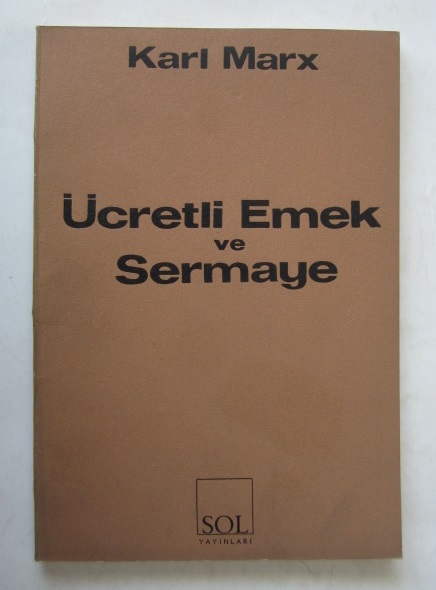 Karl Marx
Ücretli Emek
ve
Sermaye
SOL
YAYINLARI